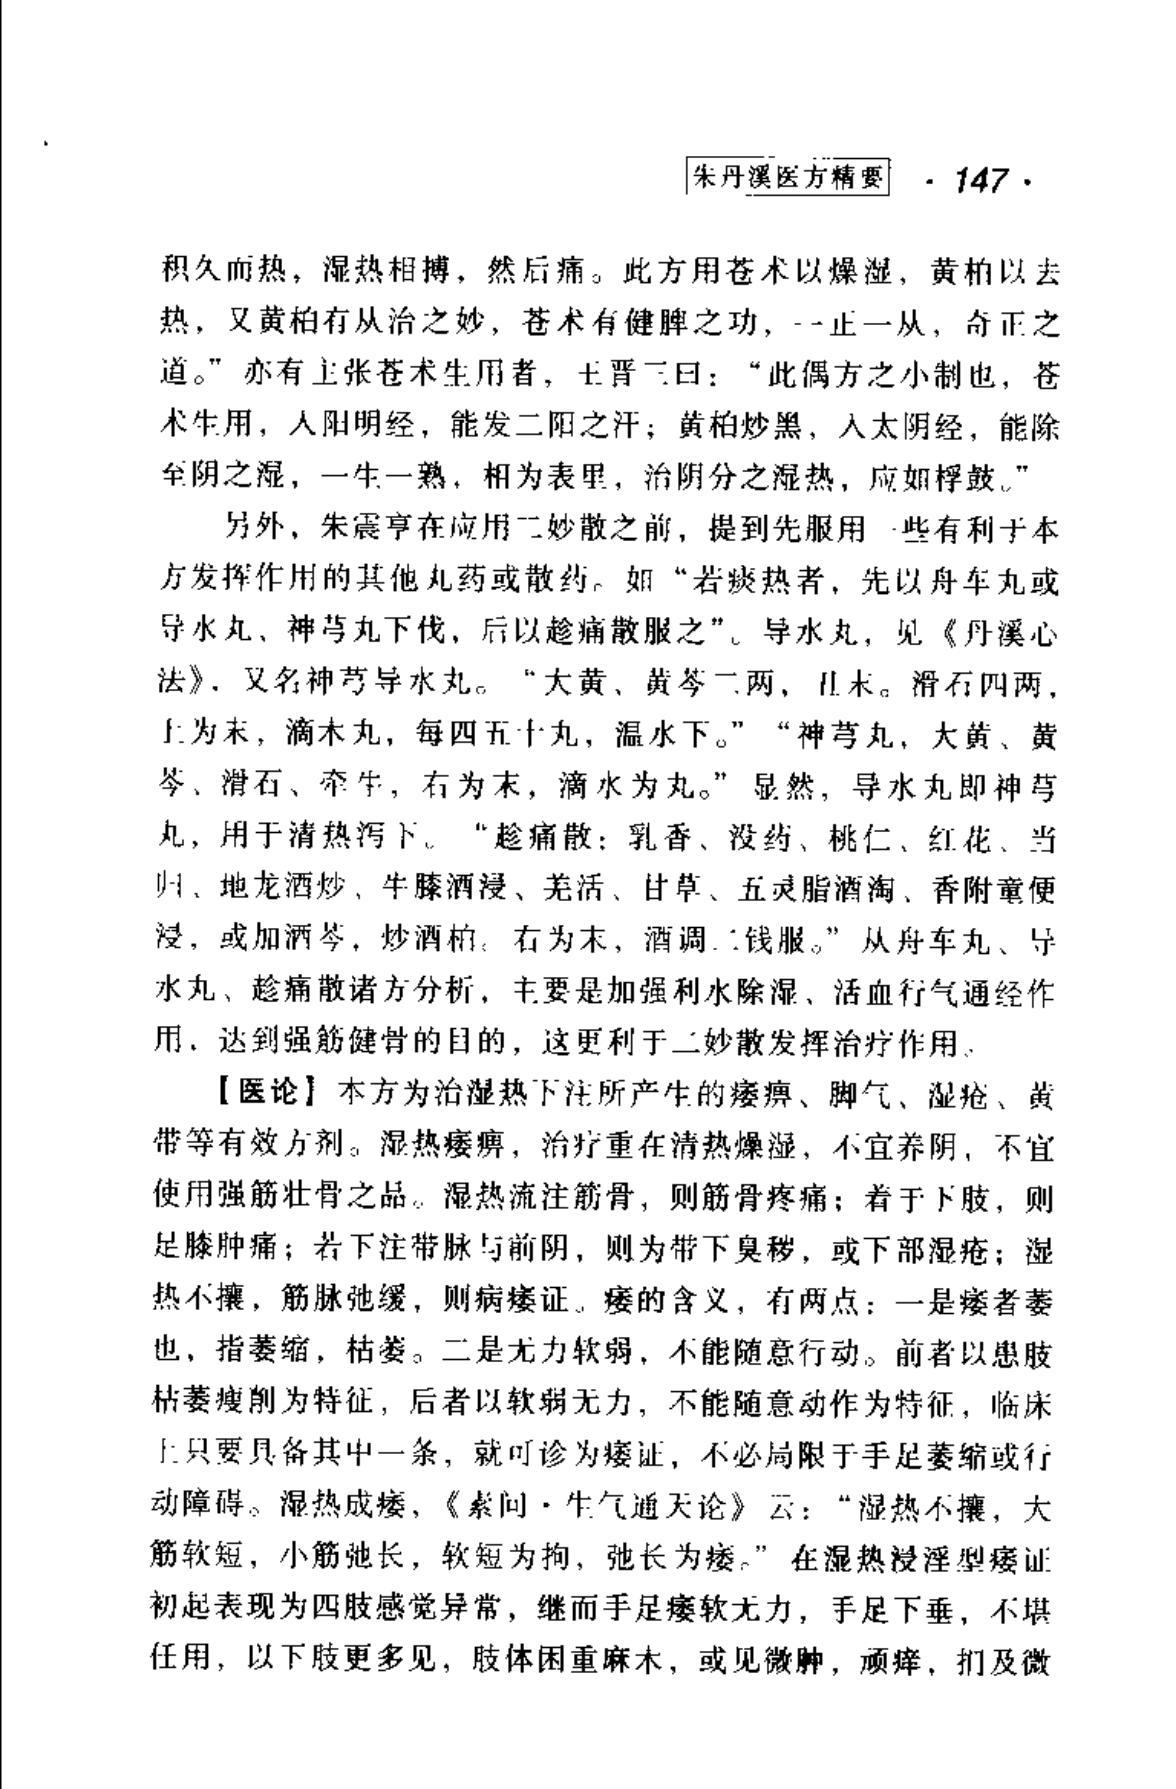 朱丹溪医方精要 · 147 ·
积久而热，湿热相搏，然后痛。此方用苍术以燥湿，黄柏以去
热，又黄柏有从治之妙，苍术有健脾之功，一正一从，奇正之
道。”亦有主张苍术生用者，王晋三曰：“此偶方之小制也，苍
术生用，入阳明经，能发二阳之汗；黄柏炒黑，入太阴经，能除
至阴之湿，一生一熟，相为表里，治阴分之湿热，应如桴鼓。”
另外，朱震亨在应用二妙散之前，提到先服用一些有利于本
方发挥作用的其他丸药或散药。如“若痰热者，先以舟车丸或
导水丸、神芎丸下伐，后以趁痛散服之”。导水丸，见《丹溪心
法》，又名神芎导水丸。“大黄、黄芩二两，丑末。滑石四两，
上为末，滴木丸，每四五十丸，温水下。”“神芎丸，大黄、黄
芩、滑石、牵牛，右为末，滴水为丸。”显然，导水丸即神芎
丸，用于清热泻下。“趁痛散：乳香、没药、桃仁、红花、当
归、地龙酒炒、牛膝酒浸、羌活、甘草、五灵脂酒淘、香附童便
浸，或加酒芩，炒酒柏。右为末，酒调二钱服。”从舟车丸、导
水丸、趁痛散诸方分析，主要是加强利水除湿、活血行气通经作
用，达到强筋健骨的目的，这更利于二妙散发挥治疗作用。
【医论】本方为治湿热下注所产生的痿痹、脚气、湿疮、黄
带等有效方剂。湿热痿痹，治疗重在清热燥湿，不宜养阴，不宜
使用强筋壮骨之品。湿热流注筋骨，则筋骨疼痛；着于下肢，则
足膝肿痛；若下注带脉与前阴，则为带下臭秽，或下部湿疮；湿
热不攘，筋脉弛缓，则病痿证。痿的含义，有两点：一是痿者萎
也，指萎缩，枯萎。二是无力软弱，不能随意行动。前者以患肢
枯萎瘦削为特征，后者以软弱无力，不能随意动作为特征，临床
上只要具备其中一条，就可诊为痿证，不必局限于手足萎缩或行
动障碍。湿热成痿，《素问·生气通天论》云：“湿热不攘，大
筋软短，小筋弛长，软短为拘，弛长为痿。”在湿热浸淫型痿证
初起表现为四肢感觉异常，继而手足痿软无力，手足下垂，不堪
任用，以下肢更多见，肢体困重麻木，或见微肿，顽痒，扪及微